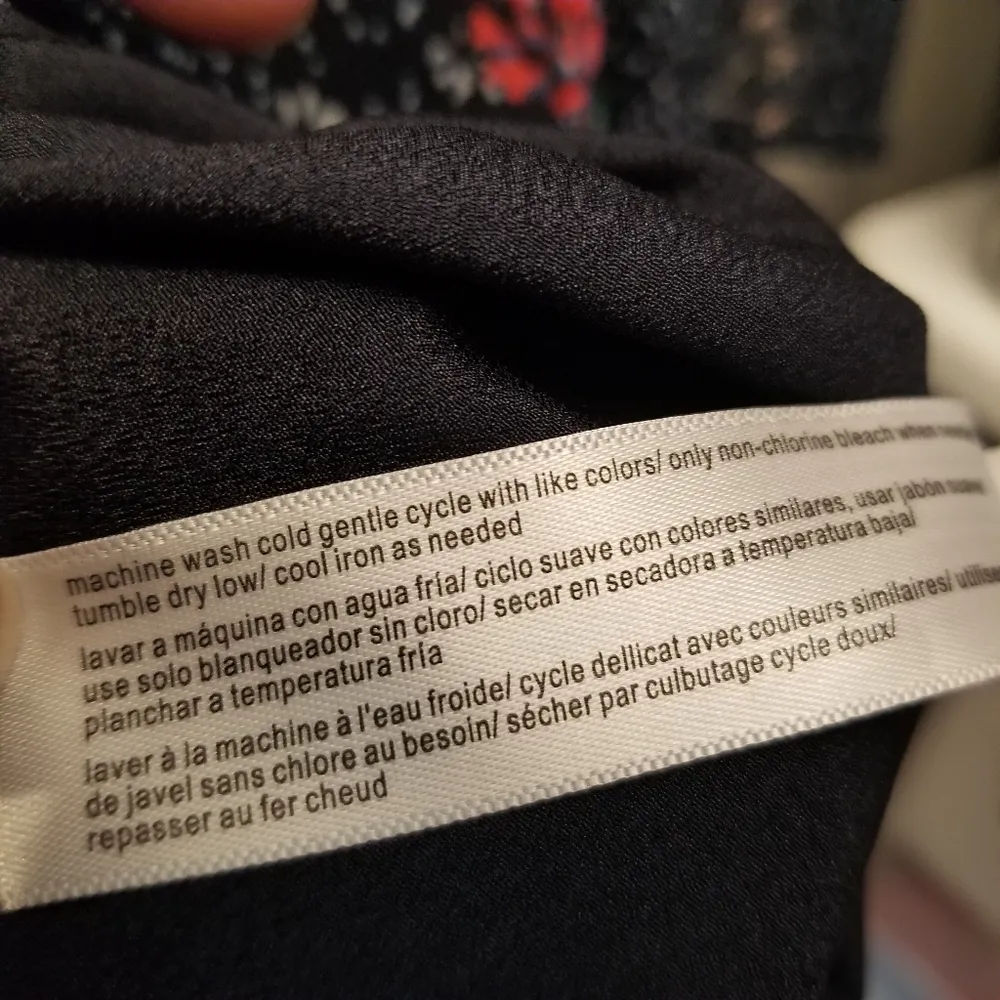 machine wash cold gentle cycle with like colors/ only non-chlorine bleach when
tumble dry low/ cool iron as needed
lavar a máquina con agua fría/ ciclo suave con colores similares, usar jabón suave
use solo blanqueador sin cloro/ secar en secadora a temperatura baja/
planchar a temperatura fría
laver à la machine à l'eau froide/ cycle dellicat avec couleurs similaires/
de javel sans chlore au besoin/ sécher par culbutage cycle doux/
repasser au fer cheud